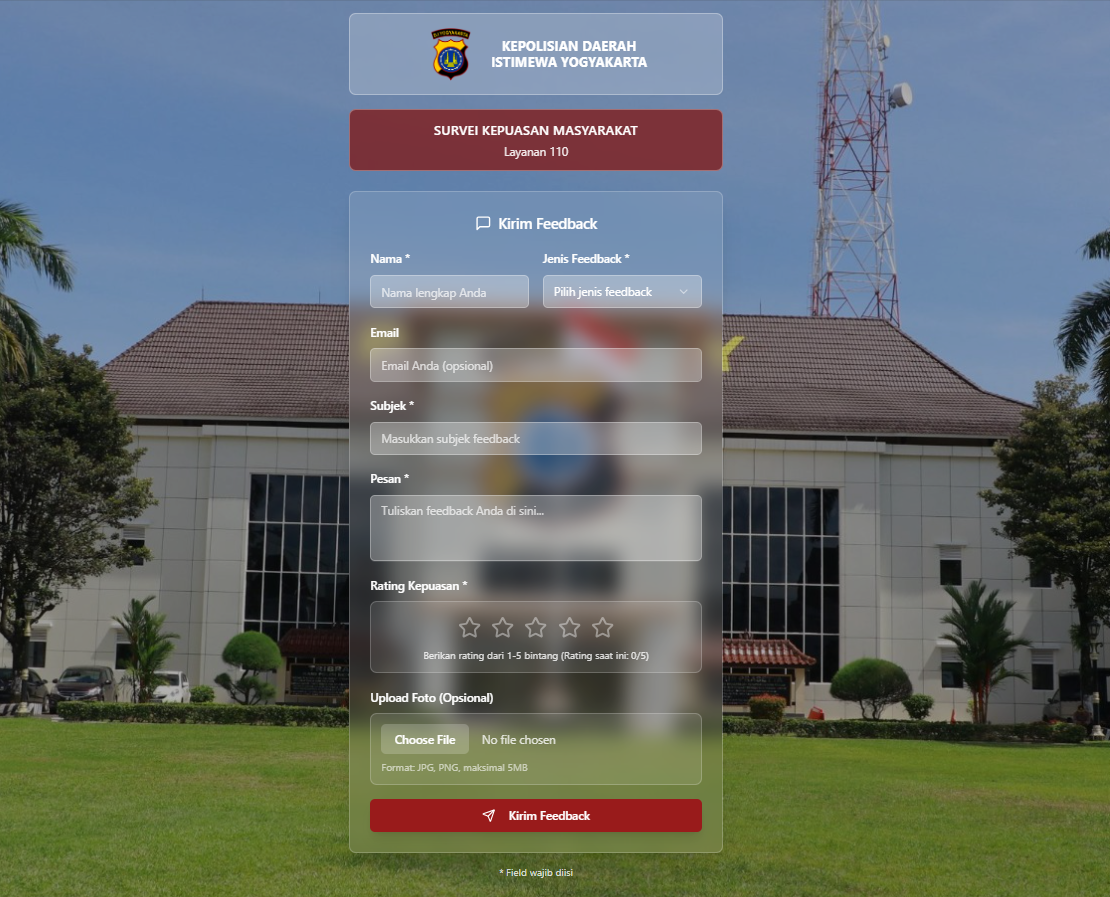 KEPOLISIAN DAERAH
ISTIMEWA YOGYAKARTA
SURVEI KEPUASAN MASYARAKAT
Layanan 110
Kirim Feedback
Nama * Jenis Feedback *
Nama lengkap Anda Pilih jenis feedback
Email
Email Anda (opsional)
Subjek *
Masukkan subjek feedback
Pesan *
Tuliskan feedback Anda di sini...
Rating Kepuasan *
Berikan rating dari 1-5 bintang (Rating saat ini: 0/5)
Upload Foto (Opsional)
Choose File No file chosen
Format: JPG, PNG, maksimal 5MB
Kirim Feedback
* Field wajib diisi